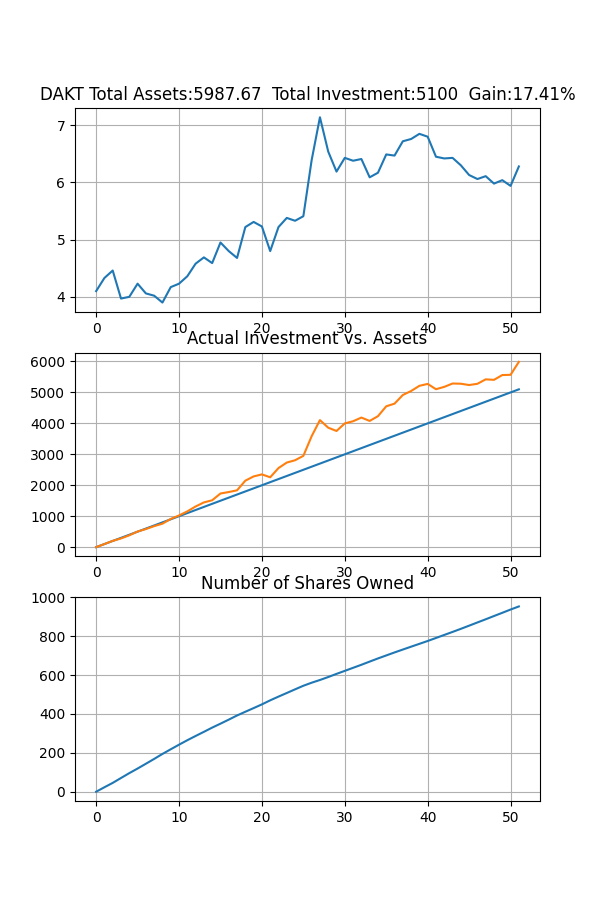 DAKT Total Assets:5987.67  Total Investment:5100  Gain:17.41%
7
6
5
4
0 10 20 30 40 50
Actual Investment vs. Assets
6000
5000
4000
3000
2000
1000
0
0 10 20 30 40 50
Number of Shares Owned
1000
800
600
400
200
0
0 10 20 30 40 50